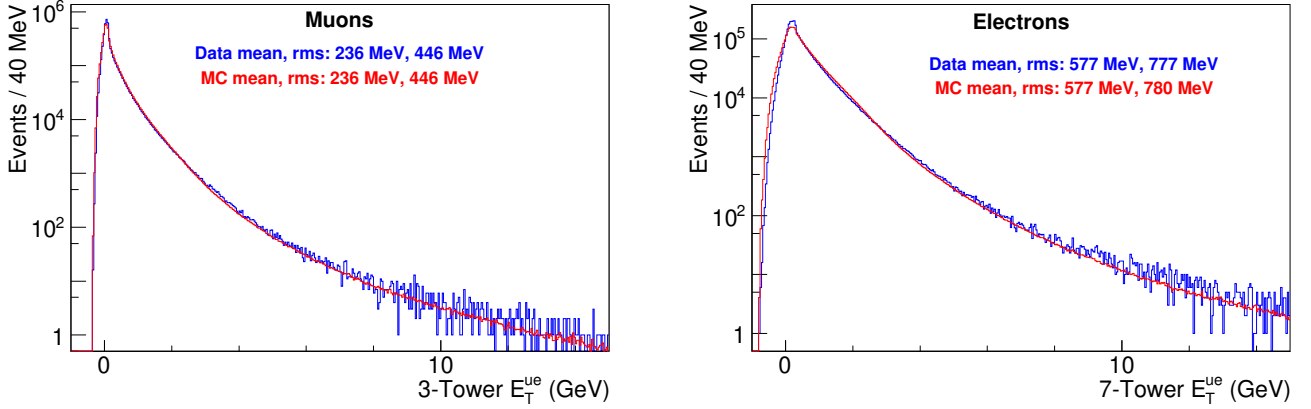 Muons
Data mean, rms: 236 MeV, 446 MeV
MC mean, rms: 236 MeV, 446 MeV
Events / 40 MeV
10^6
10^4
10^2
1
0
10
3-Tower E_T^ue (GeV)
Electrons
Data mean, rms: 577 MeV, 777 MeV
MC mean, rms: 577 MeV, 780 MeV
Events / 40 MeV
10^5
10^4
10^2
1
0
10
7-Tower E_T^ue (GeV)